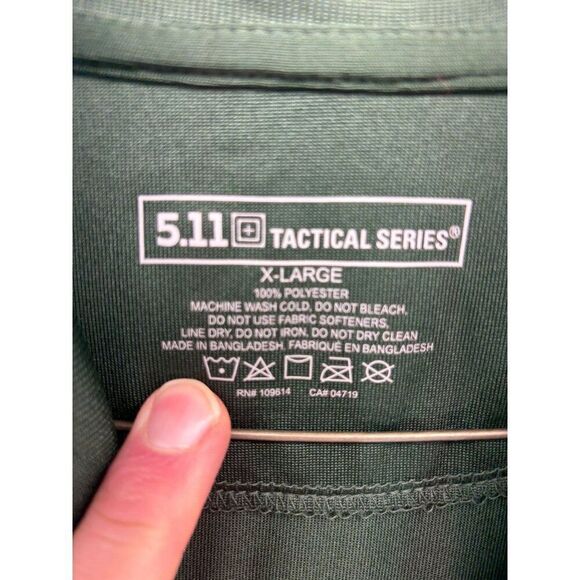 5.11 TACTICAL SERIES®
X-LARGE
100% POLYESTER
MACHINE WASH COLD. DO NOT BLEACH.
DO NOT USE FABRIC SOFTENERS.
LINE DRY. DO NOT IRON. DO NOT DRY CLEAN
MADE IN BANGLADESH. FABRIQUÉ EN BANGLADESH
RN# 109614 CA# 04719